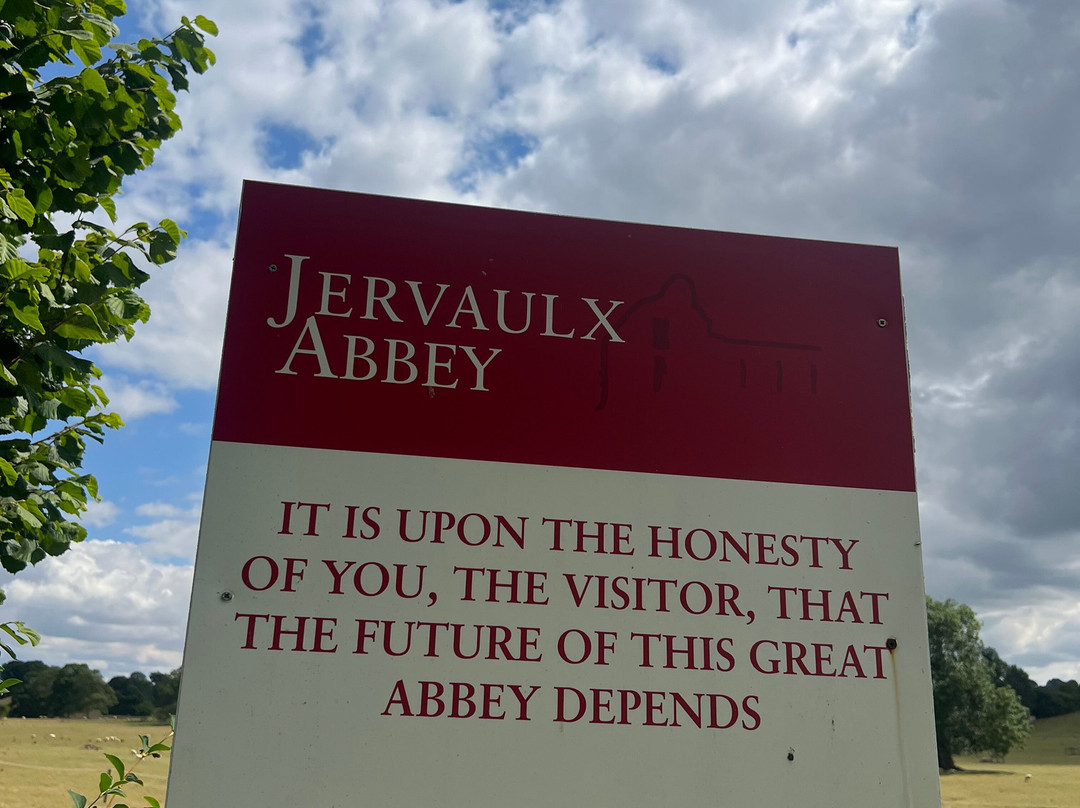 JERVAULX
ABBEY
IT IS UPON THE HONESTY
OF YOU, THE VISITOR, THAT
THE FUTURE OF THIS GREAT
ABBEY DEPENDS